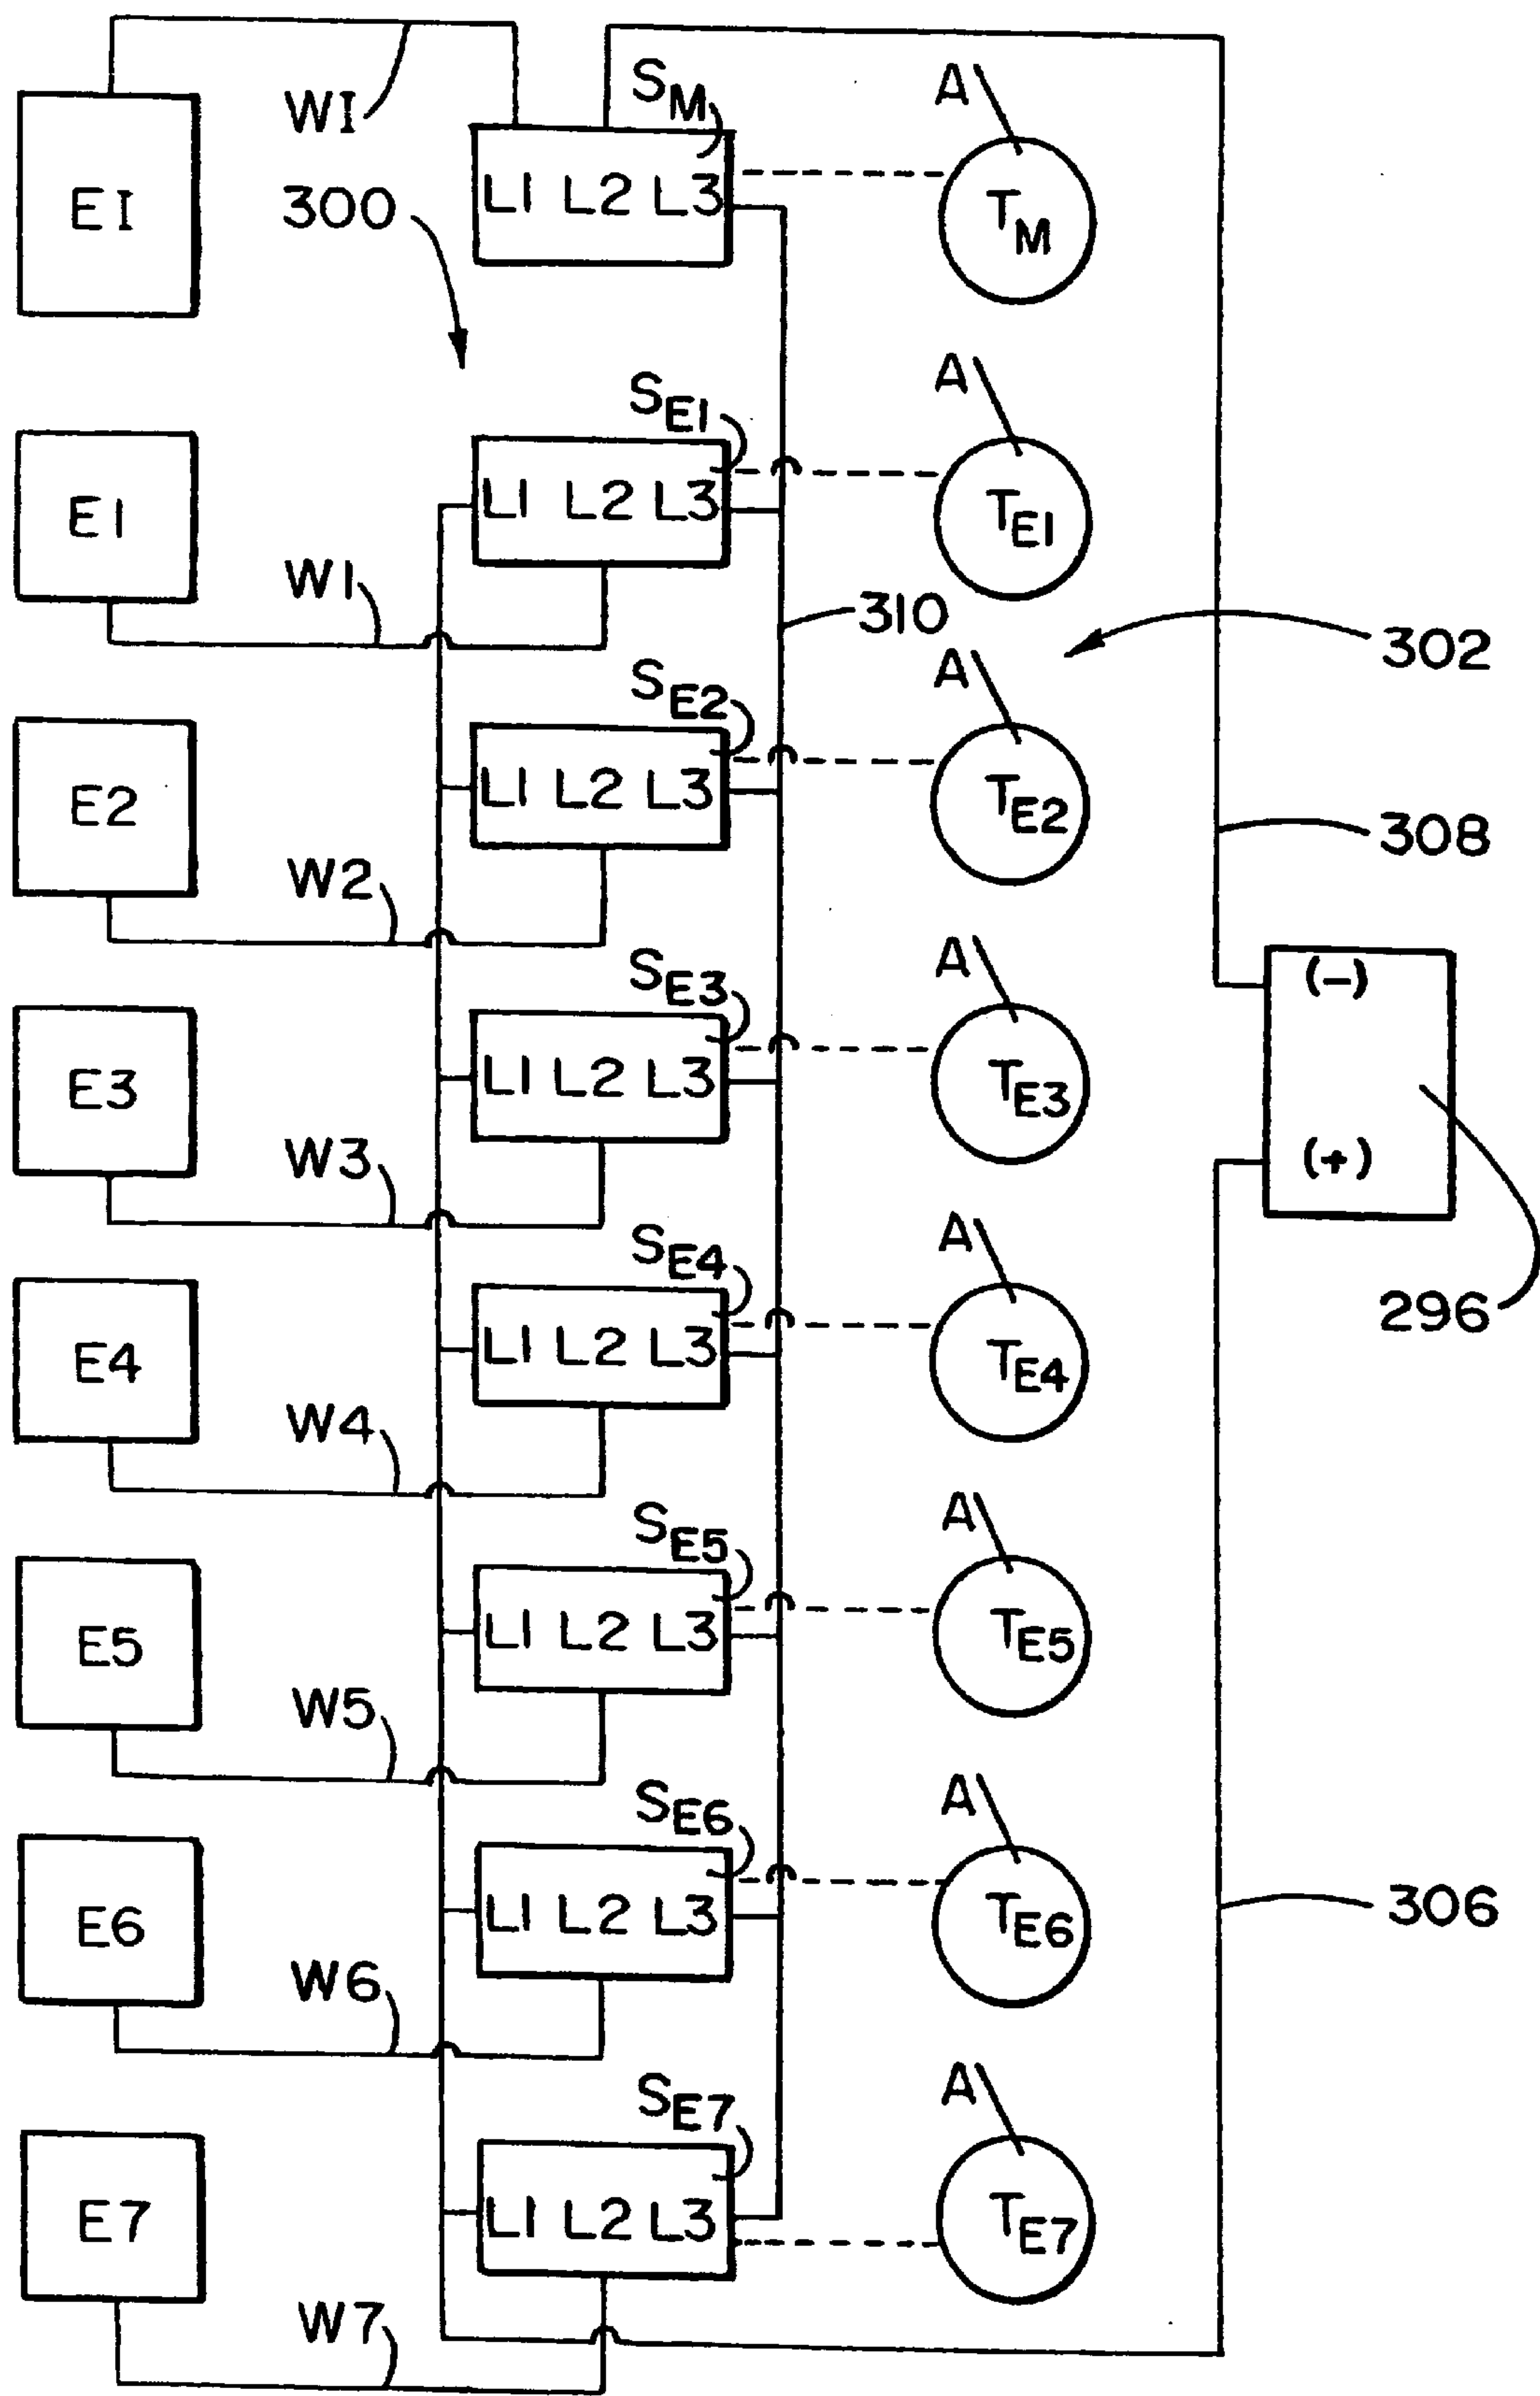 WI
SM
A
EI
300
L1 L2 L3
TM
SE1
A
E1
L1 L2 L3
TE1
W1
310
302
SE2
A
E2
L1 L2 L3
TE2
308
W2
SE3
A
(-)
E3
L1 L2 L3
TE3
W3
(+)
SE4
A
296
E4
L1 L2 L3
TE4
W4
SE5
A
E5
L1 L2 L3
TE5
W5
SE6
A
E6
L1 L2 L3
TE6
306
W6
SE7
A
E7
L1 L2 L3
TE7
W7